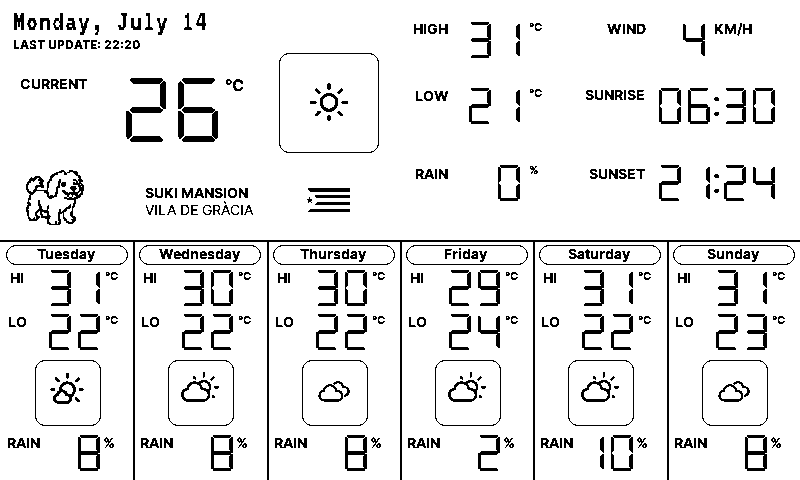 Monday, July 14
LAST UPDATE: 22:20
CURRENT 26 °C
HIGH 31 °C
WIND 4 KM/H
LOW 21 °C
SUNRISE 06:30
RAIN 0 %
SUNSET 21:24
SUKI MANSION
VILA DE GRÀCIA
Tuesday
HI 31 °C
LO 22 °C
RAIN 8 %
Wednesday
HI 30 °C
LO 22 °C
RAIN 8 %
Thursday
HI 30 °C
LO 22 °C
RAIN 8 %
Friday
HI 29 °C
LO 24 °C
RAIN 2 %
Saturday
HI 31 °C
LO 22 °C
RAIN 10 %
Sunday
HI 31 °C
LO 23 °C
RAIN 8 %